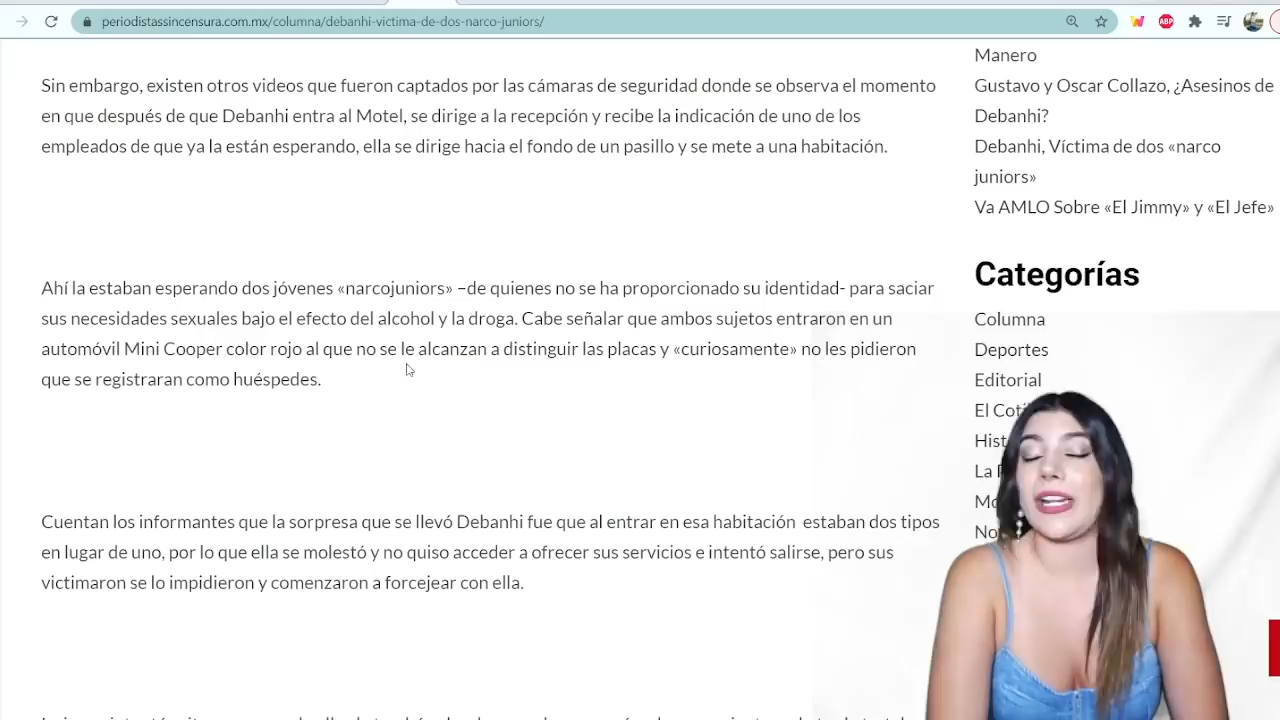 periodistassincensura.com.mx/columna/debanhi-victima-de-dos-narco-juniors/
ABP
Sin embargo, existen otros videos que fueron captados por las cámaras de seguridad donde se observa el momento
en que después de que Debanhi entra al Motel, se dirige a la recepción y recibe la indicación de uno de los
empleados de que ya la están esperando, ella se dirige hacia el fondo de un pasillo y se mete a una habitación.
Ahí la estaban esperando dos jóvenes «narcojuniors» –de quienes no se ha proporcionado su identidad- para saciar
sus necesidades sexuales bajo el efecto del alcohol y la droga. Cabe señalar que ambos sujetos entraron en un
automóvil Mini Cooper color rojo al que no se le alcanzan a distinguir las placas y «curiosamente» no les pidieron
que se registraran como huéspedes.
Cuentan los informantes que la sorpresa que se llevó Debanhi fue que al entrar en esa habitación estaban dos tipos
en lugar de uno, por lo que ella se molestó y no quiso acceder a ofrecer sus servicios e intentó salirse, pero sus
victimaron se lo impidieron y comenzaron a forcejear con ella.
Manero
Gustavo y Oscar Collazo, ¿Asesinos de
Debanhi?
Debanhi, Víctima de dos «narco
juniors»
Va AMLO Sobre «El Jimmy» y «El Jefe»
Categorías
Columna
Deportes
Editorial
El
Hist
La